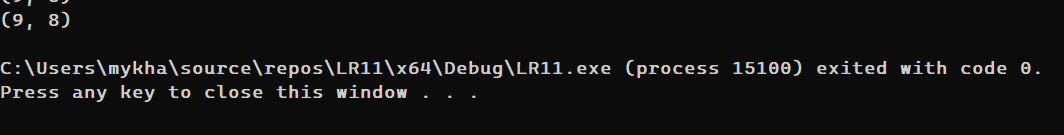 (9, 8)

C:\Users\mykha\source\repos\LR11\x64\Debug\LR11.exe (process 15100) exited with code 0.
Press any key to close this window . . .